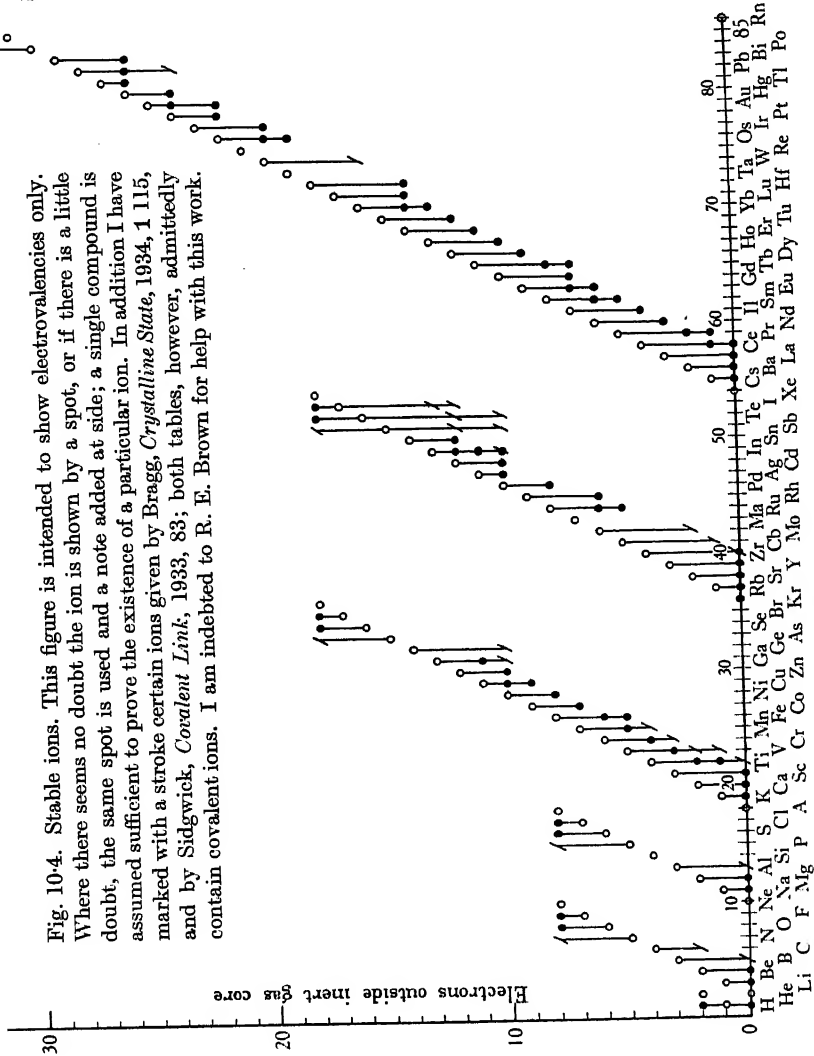 Fig. 10·4. Stable ions. This figure is intended to show electrovalencies only.
Where there seems no doubt the ion is shown by a spot, or if there is a little
doubt, the same spot is used and a note added at side; a single compound is
assumed sufficient to prove the existence of a particular ion. In addition I have
marked with a stroke certain ions given by Bragg, Crystalline State, 1934, 1 115,
and by Sidgwick, Covalent Link, 1933, 83; both tables, however, admittedly
contain covalent ions. I am indebted to R. E. Brown for help with this work.
Electrons outside inert gas core
30
20
10
0
10 20 30 40 50 60 70 80 85
H Be N Ne Al S K Ti Mn Ni Ga Se Rb Zr Ma Pd In Te Cs Ce Il Gd Ho Yb Ta Os Au Pb
He B O Na Si Cl Ca V Fe Cu Ge Br Sr Cb Ru Ag Sn I Ba Pr Sm Tb Er Lu W Ir Hg Bi Rn
Li C F Mg P A Sc Cr Co Zn As Kr Y Mo Rh Cd Sb Xe La Nd Eu Dy Tu Hf Re Pt Tl Po